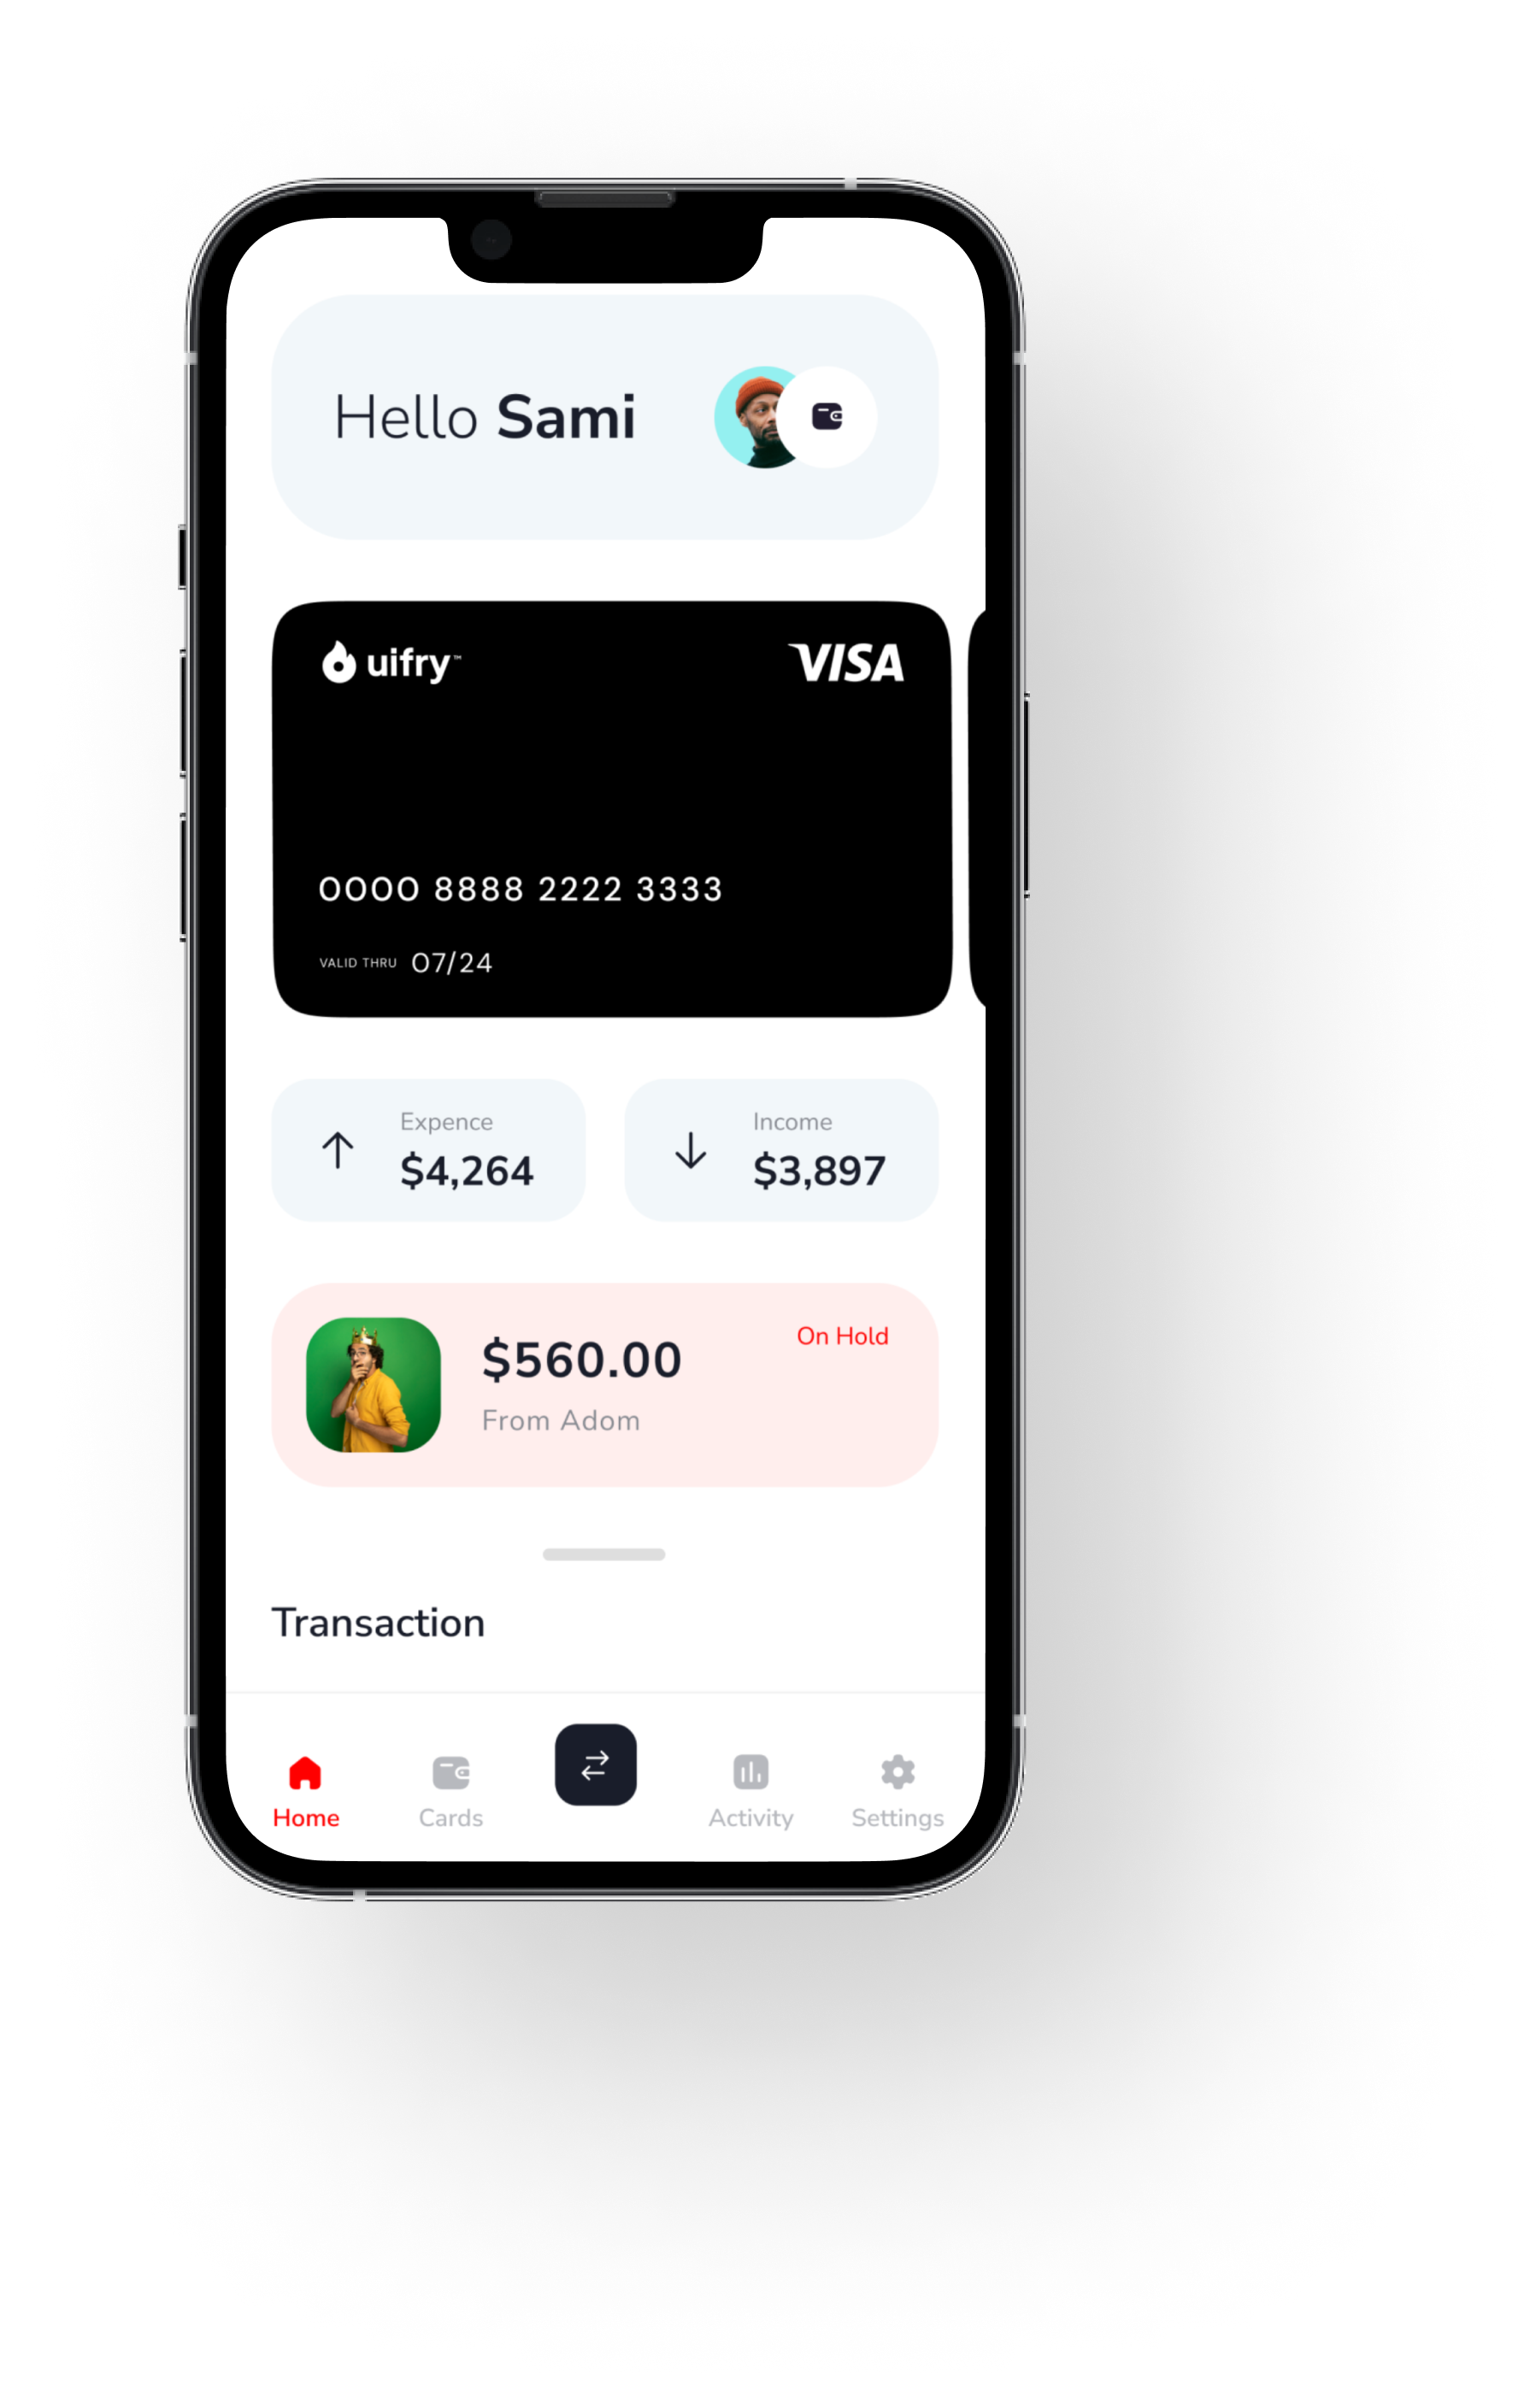 Hello Sami
uifry™
VISA
0000 8888 2222 3333
VALID THRU 07/24
Expence
$4,264
Income
$3,897
On Hold
$560.00
From Adom
Transaction
Home
Cards
Activity
Settings